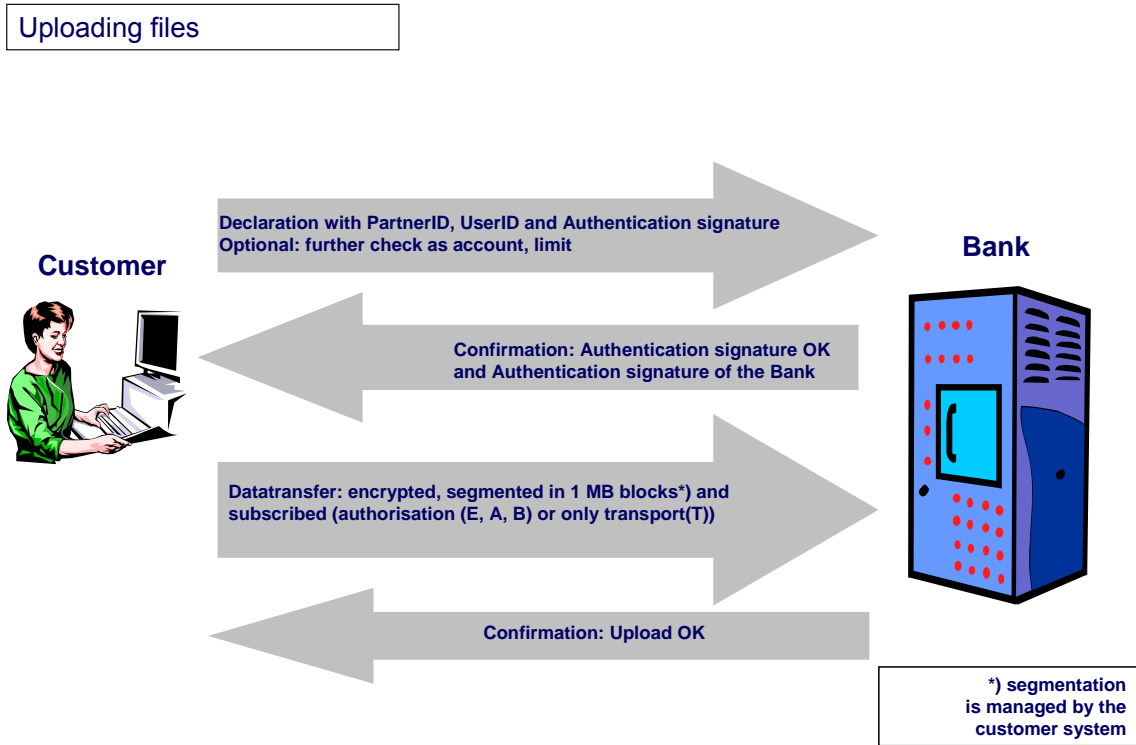 Uploading files
Declaration with PartnerID, UserID and Authentication signature
Optional: further check as account, limit
Customer
Bank
Confirmation: Authentication signature OK
and Authentication signature of the Bank
Datatransfer: encrypted, segmented in 1 MB blocks*) and
subscribed (authorisation (E, A, B) or only transport(T))
Confirmation: Upload OK
*) segmentation
is managed by the
customer system